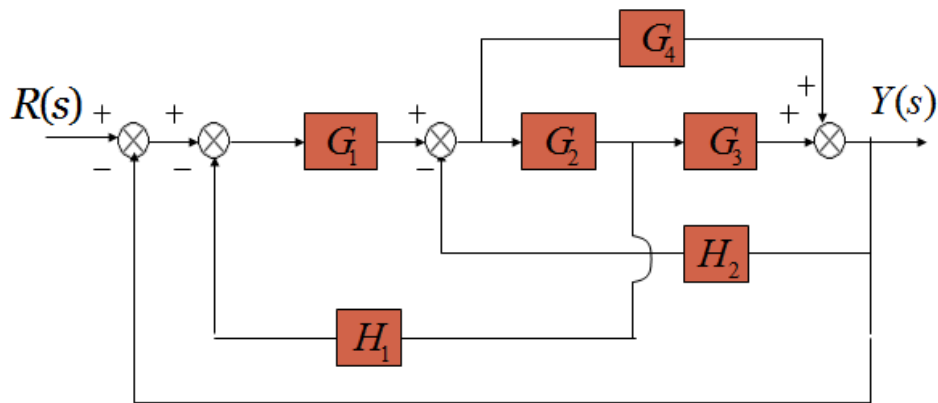 G₄
R(s) + + + + + Y(s)
G₁ G₂ G₃
− − −
H₂
H₁